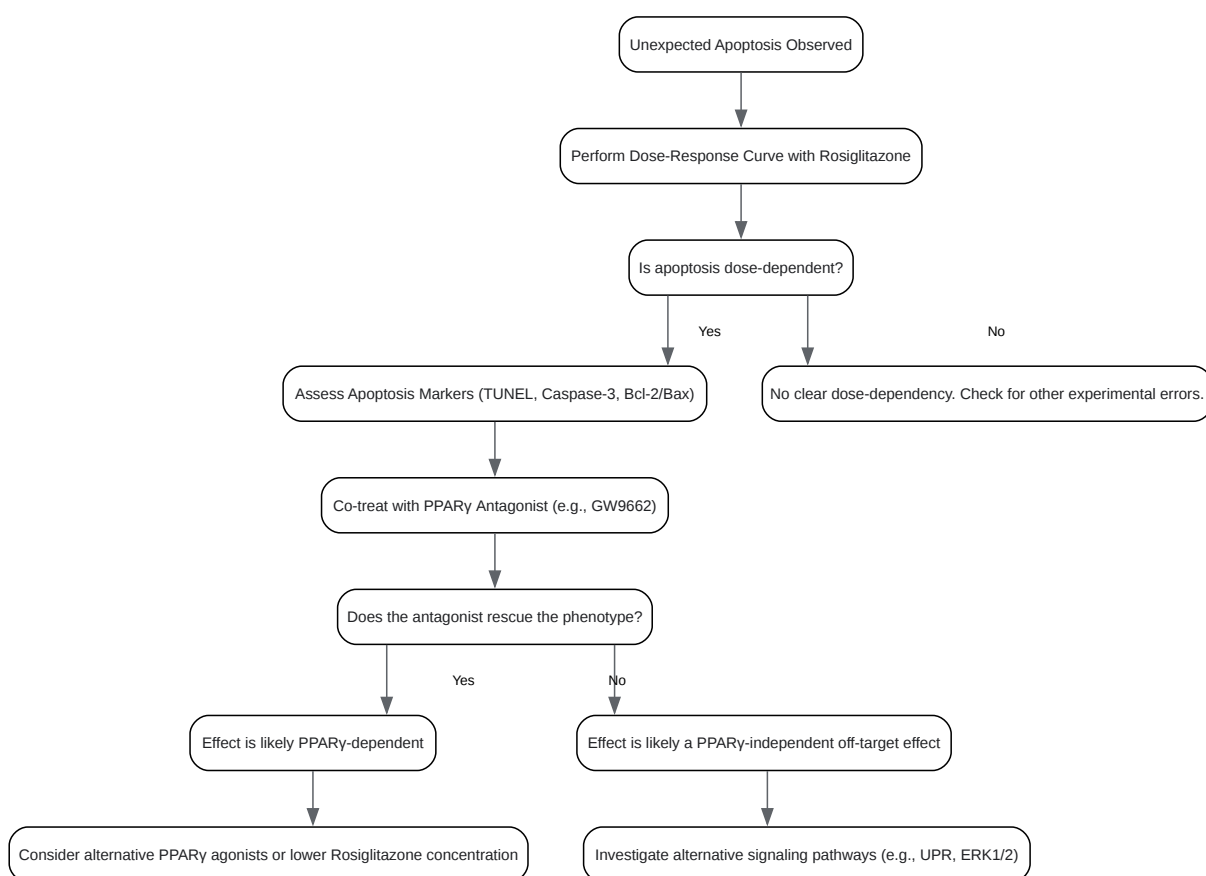 Unexpected Apoptosis Observed
Perform Dose-Response Curve with Rosiglitazone
Is apoptosis dose-dependent?
Yes
No
Assess Apoptosis Markers (TUNEL, Caspase-3, Bcl-2/Bax)
No clear dose-dependency. Check for other experimental errors.
Co-treat with PPARγ Antagonist (e.g., GW9662)
Does the antagonist rescue the phenotype?
Yes
No
Effect is likely PPARγ-dependent
Effect is likely a PPARγ-independent off-target effect
Consider alternative PPARγ agonists or lower Rosiglitazone concentration
Investigate alternative signaling pathways (e.g., UPR, ERK1/2)